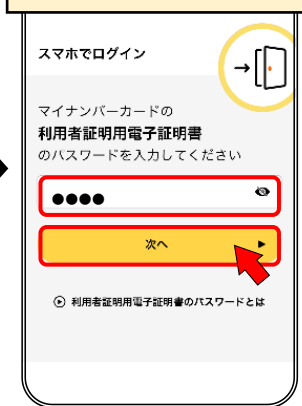 スマホでログイン
マイナンバーカードの
利用者証明用電子証明書
のパスワードを入力してください
●●●●
次へ
利用者証明用電子証明書のパスワードとは